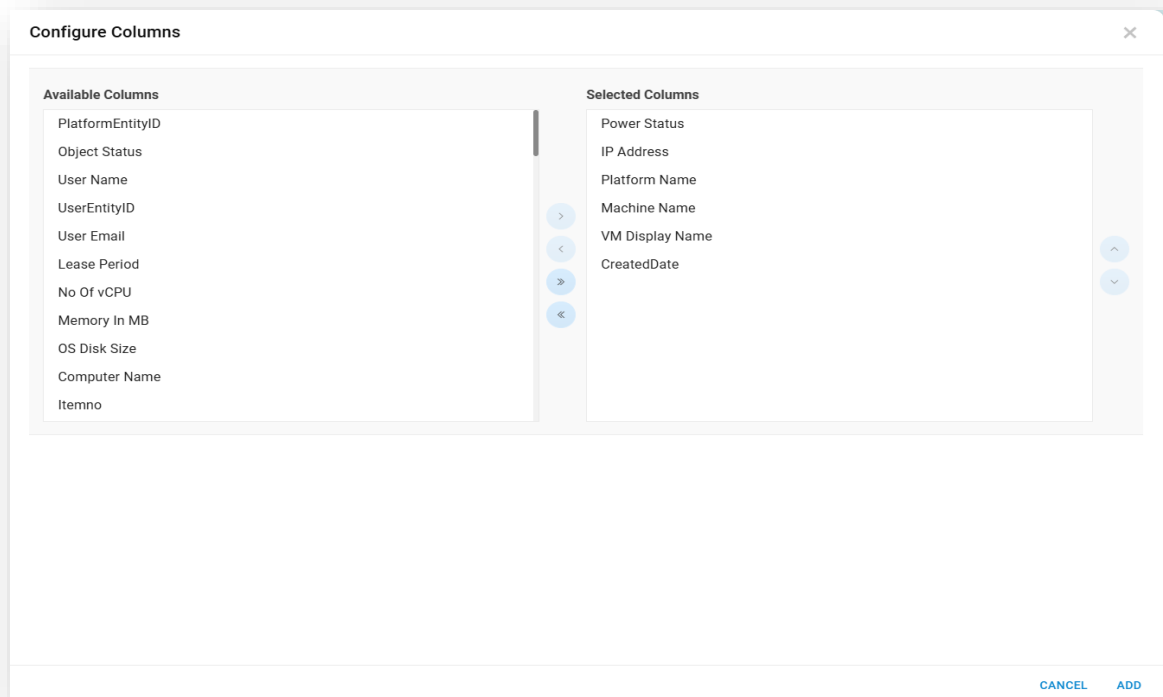 Configure Columns
Available Columns
PlatformEntityID
Object Status
User Name
UserEntityID
User Email
Lease Period
No Of vCPU
Memory In MB
OS Disk Size
Computer Name
Itemno
Selected Columns
Power Status
IP Address
Platform Name
Machine Name
VM Display Name
CreatedDate
CANCEL
ADD